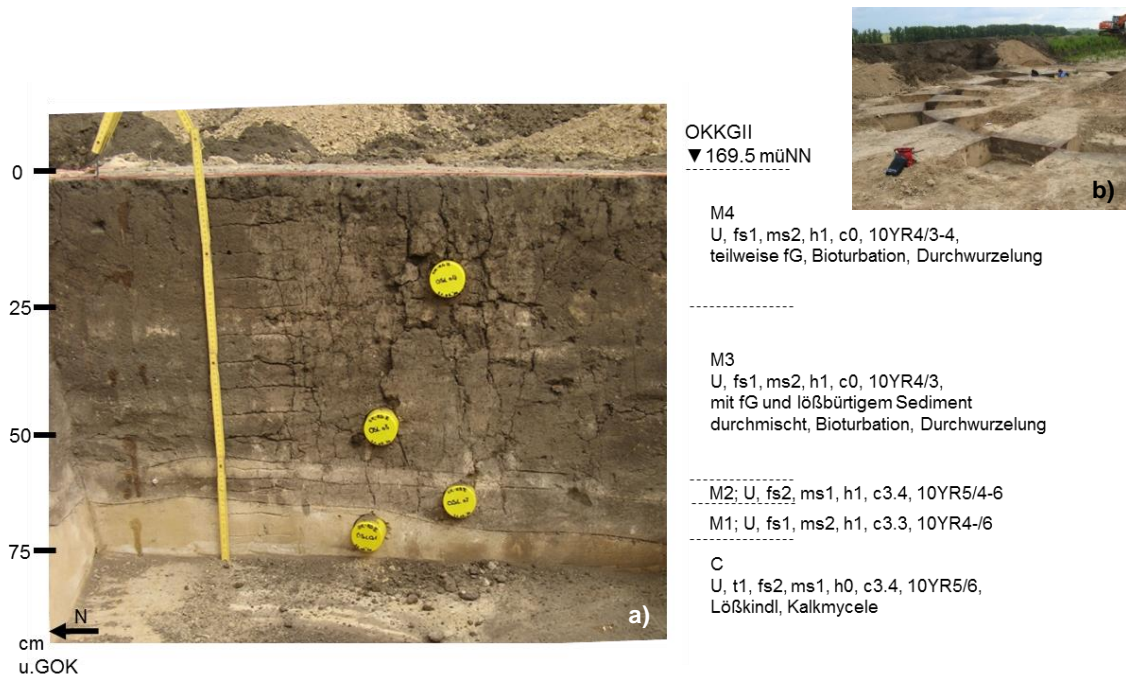 OKKGII
▼ 169.5 müNN
b)
0
M4
U, fs1, ms2, h1, c0, 10YR4/3-4,
teilweise fG, Bioturbation, Durchwurzelung
25
M3
U, fs1, ms2, h1, c0, 10YR4/3,
mit fG und lößbürtigem Sediment
durchmischt, Bioturbation, Durchwurzelung
50
M2; U, fs2, ms1, h1, c3.4, 10YR5/4-6
M1; U, fs1, ms2, h1, c3.3, 10YR4-/6
75
C
U, t1, fs2, ms1, h0, c3.4, 10YR5/6,
Lößkindl, Kalkmycele
N
a)
cm
u.GOK